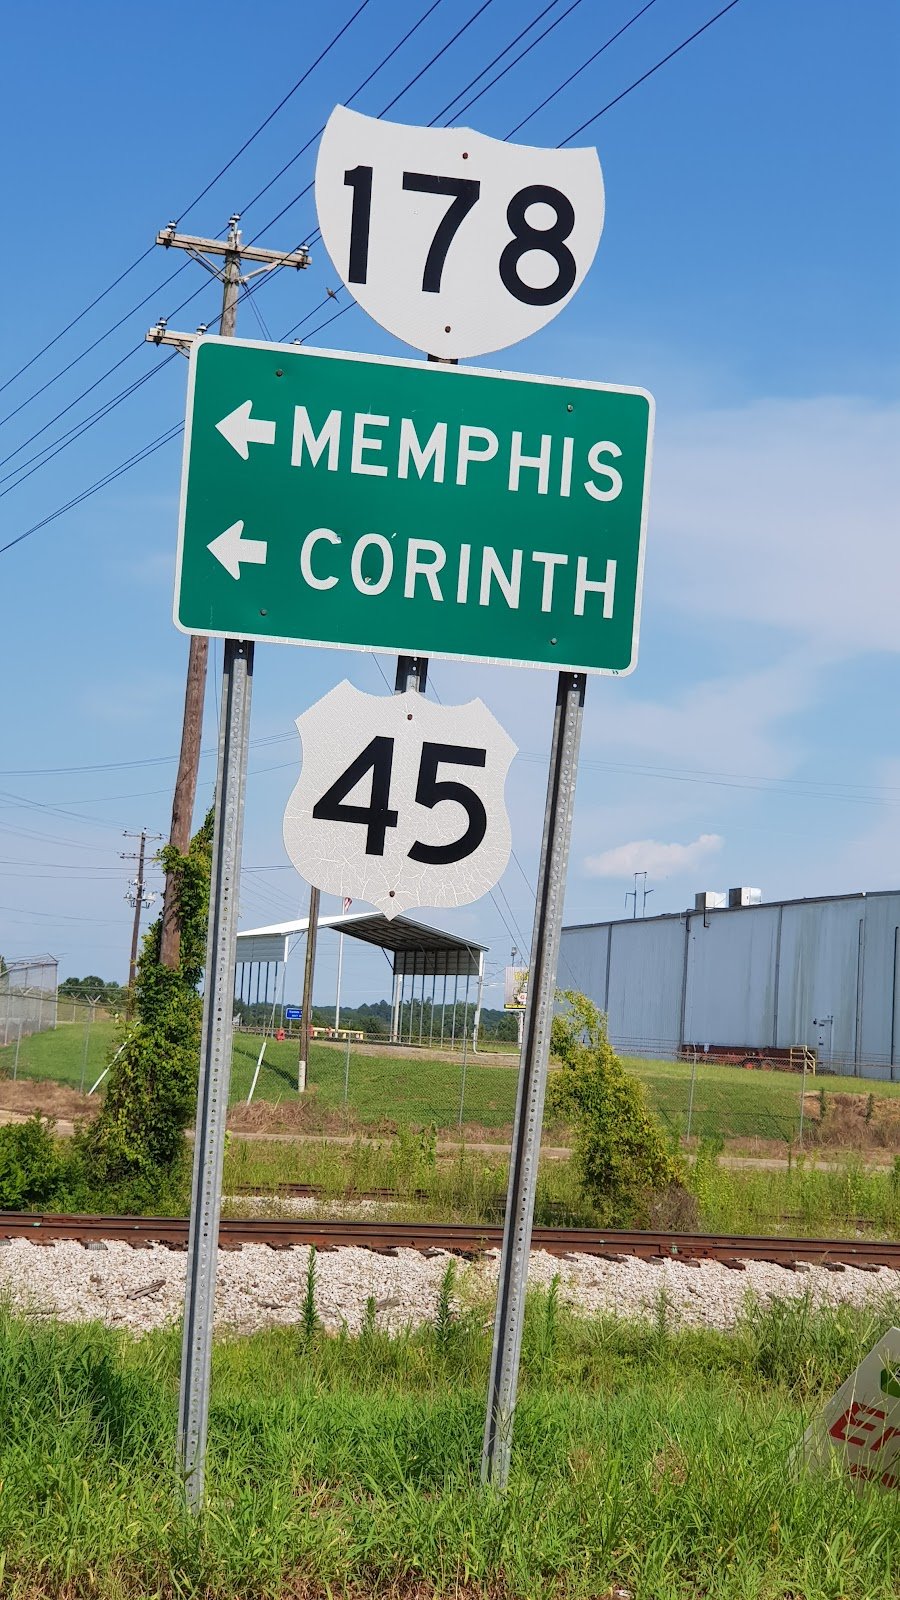 178
← MEMPHIS
← CORINTH
45